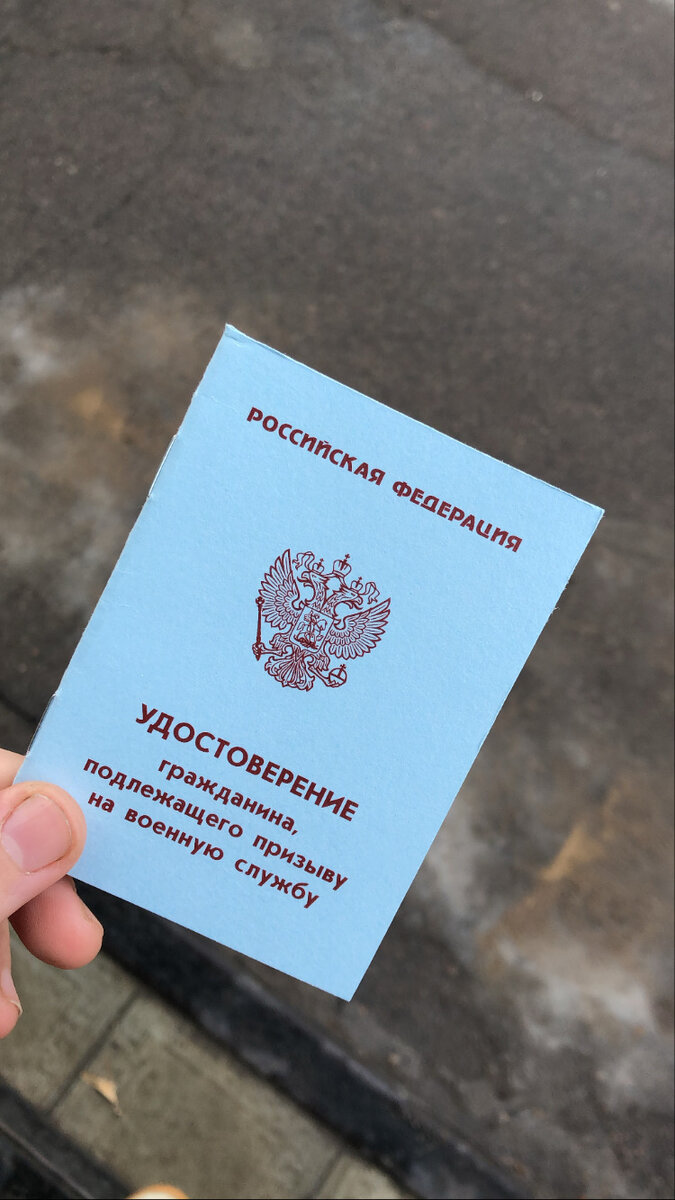 РОССИЙСКАЯ ФЕДЕРАЦИЯ
УДОСТОВЕРЕНИЕ
гражданина,
подлежащего призыву
на военную службу